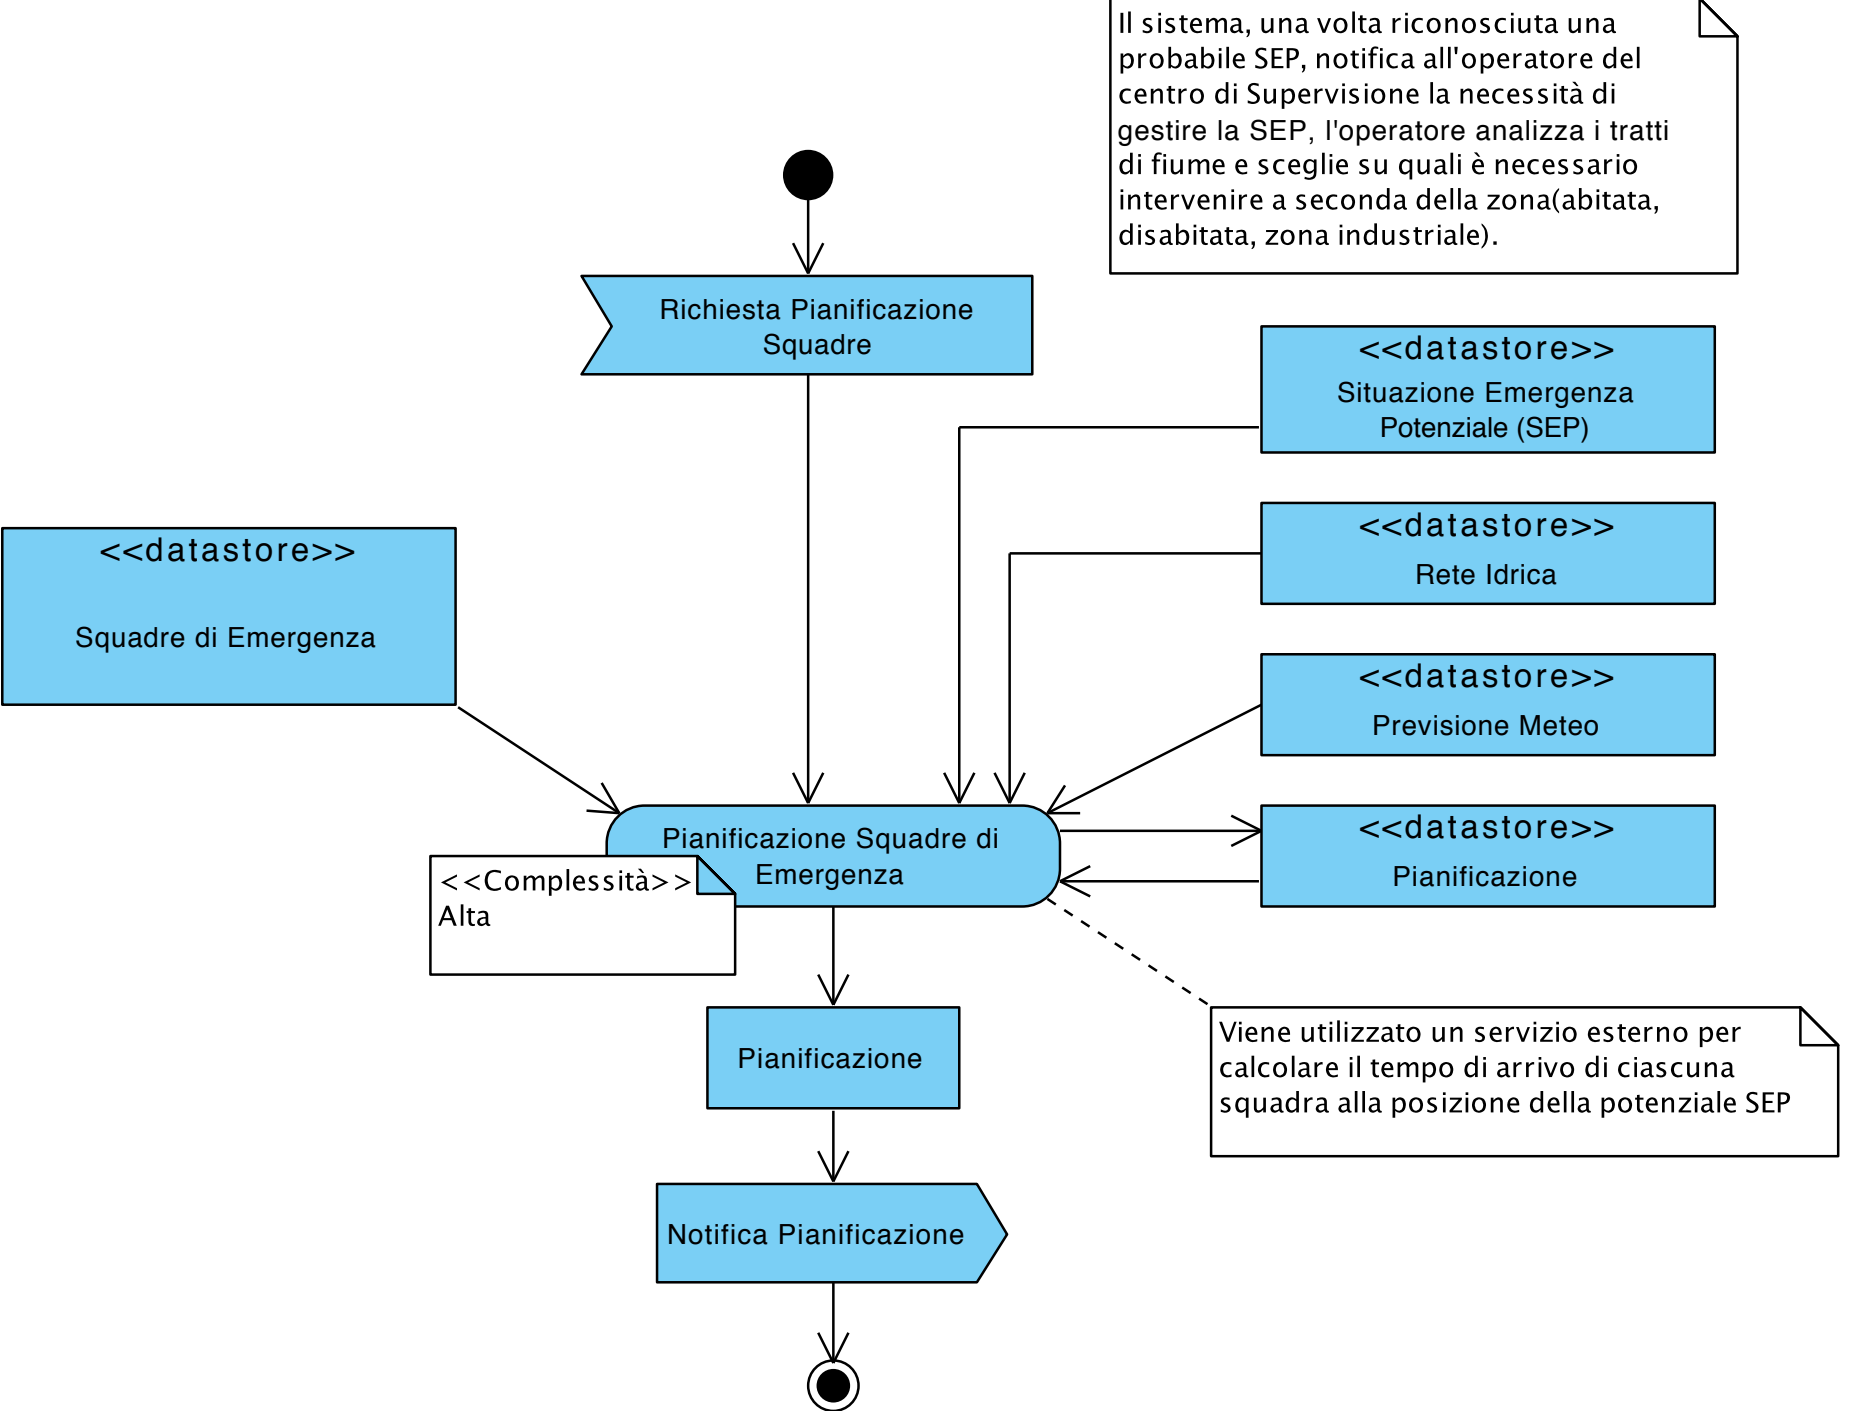 Il sistema, una volta riconosciuta una
probabile SEP, notifica all'operatore del
centro di Supervisione la necessità di
gestire la SEP, l'operatore analizza i tratti
di fiume e sceglie su quali è necessario
intervenire a seconda della zona(abitata,
disabitata, zona industriale).
Richiesta Pianificazione
Squadre
<<datastore>>
Situazione Emergenza
Potenziale (SEP)
<<datastore>>
Rete Idrica
<<datastore>>
Squadre di Emergenza
<<datastore>>
Previsione Meteo
Pianificazione Squadre di
Emergenza
<<datastore>>
Pianificazione
<<Complessità>>
Alta
Pianificazione
Viene utilizzato un servizio esterno per
calcolare il tempo di arrivo di ciascuna
squadra alla posizione della potenziale SEP
Notifica Pianificazione